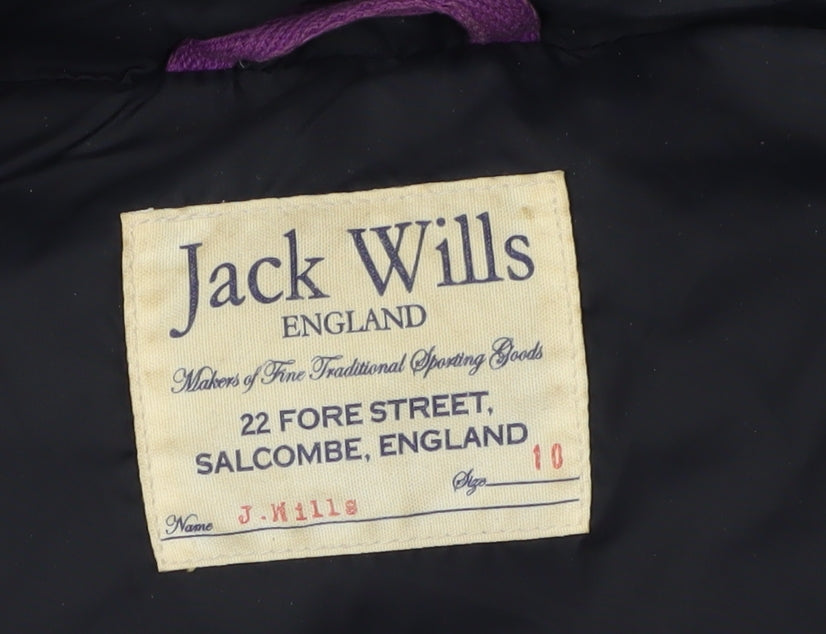 Jack Wills
ENGLAND
Makers of Fine Traditional Sporting Goods
22 FORE STREET,
SALCOMBE, ENGLAND
Size 10
Name J.Wills